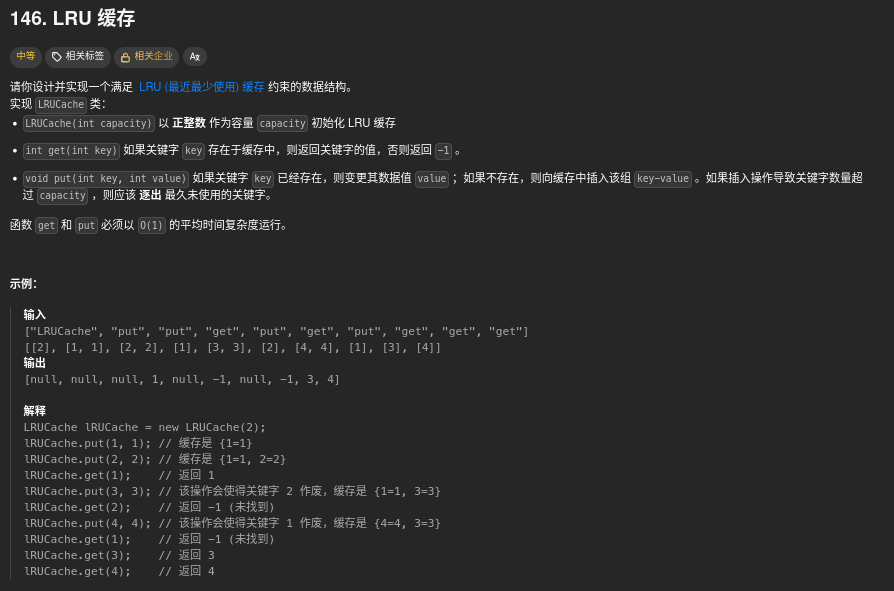 146. LRU 缓存
中等 相关标签 相关企业 Ax
请你设计并实现一个满足 LRU (最近最少使用) 缓存 约束的数据结构。
实现 LRUCache 类：
• LRUCache(int capacity) 以 正整数 作为容量 capacity 初始化 LRU 缓存
• int get(int key) 如果关键字 key 存在于缓存中，则返回关键字的值，否则返回 -1 。
• void put(int key, int value) 如果关键字 key 已经存在，则变更其数据值 value ；如果不存在，则向缓存中插入该组 key-value 。如果插入操作导致关键字数量超
过 capacity ，则应该 逐出 最久未使用的关键字。
函数 get 和 put 必须以 O(1) 的平均时间复杂度运行。
示例：
输入
["LRUCache", "put", "put", "get", "put", "get", "put", "get", "get", "get"]
[[2], [1, 1], [2, 2], [1], [3, 3], [2], [4, 4], [1], [3], [4]]
输出
[null, null, null, 1, null, -1, null, -1, 3, 4]
解释
LRUCache lRUCache = new LRUCache(2);
lRUCache.put(1, 1); // 缓存是 {1=1}
lRUCache.put(2, 2); // 缓存是 {1=1, 2=2}
lRUCache.get(1);    // 返回 1
lRUCache.put(3, 3); // 该操作会使得关键字 2 作废，缓存是 {1=1, 3=3}
lRUCache.get(2);    // 返回 -1 (未找到)
lRUCache.put(4, 4); // 该操作会使得关键字 1 作废，缓存是 {4=4, 3=3}
lRUCache.get(1);    // 返回 -1 (未找到)
lRUCache.get(3);    // 返回 3
lRUCache.get(4);    // 返回 4